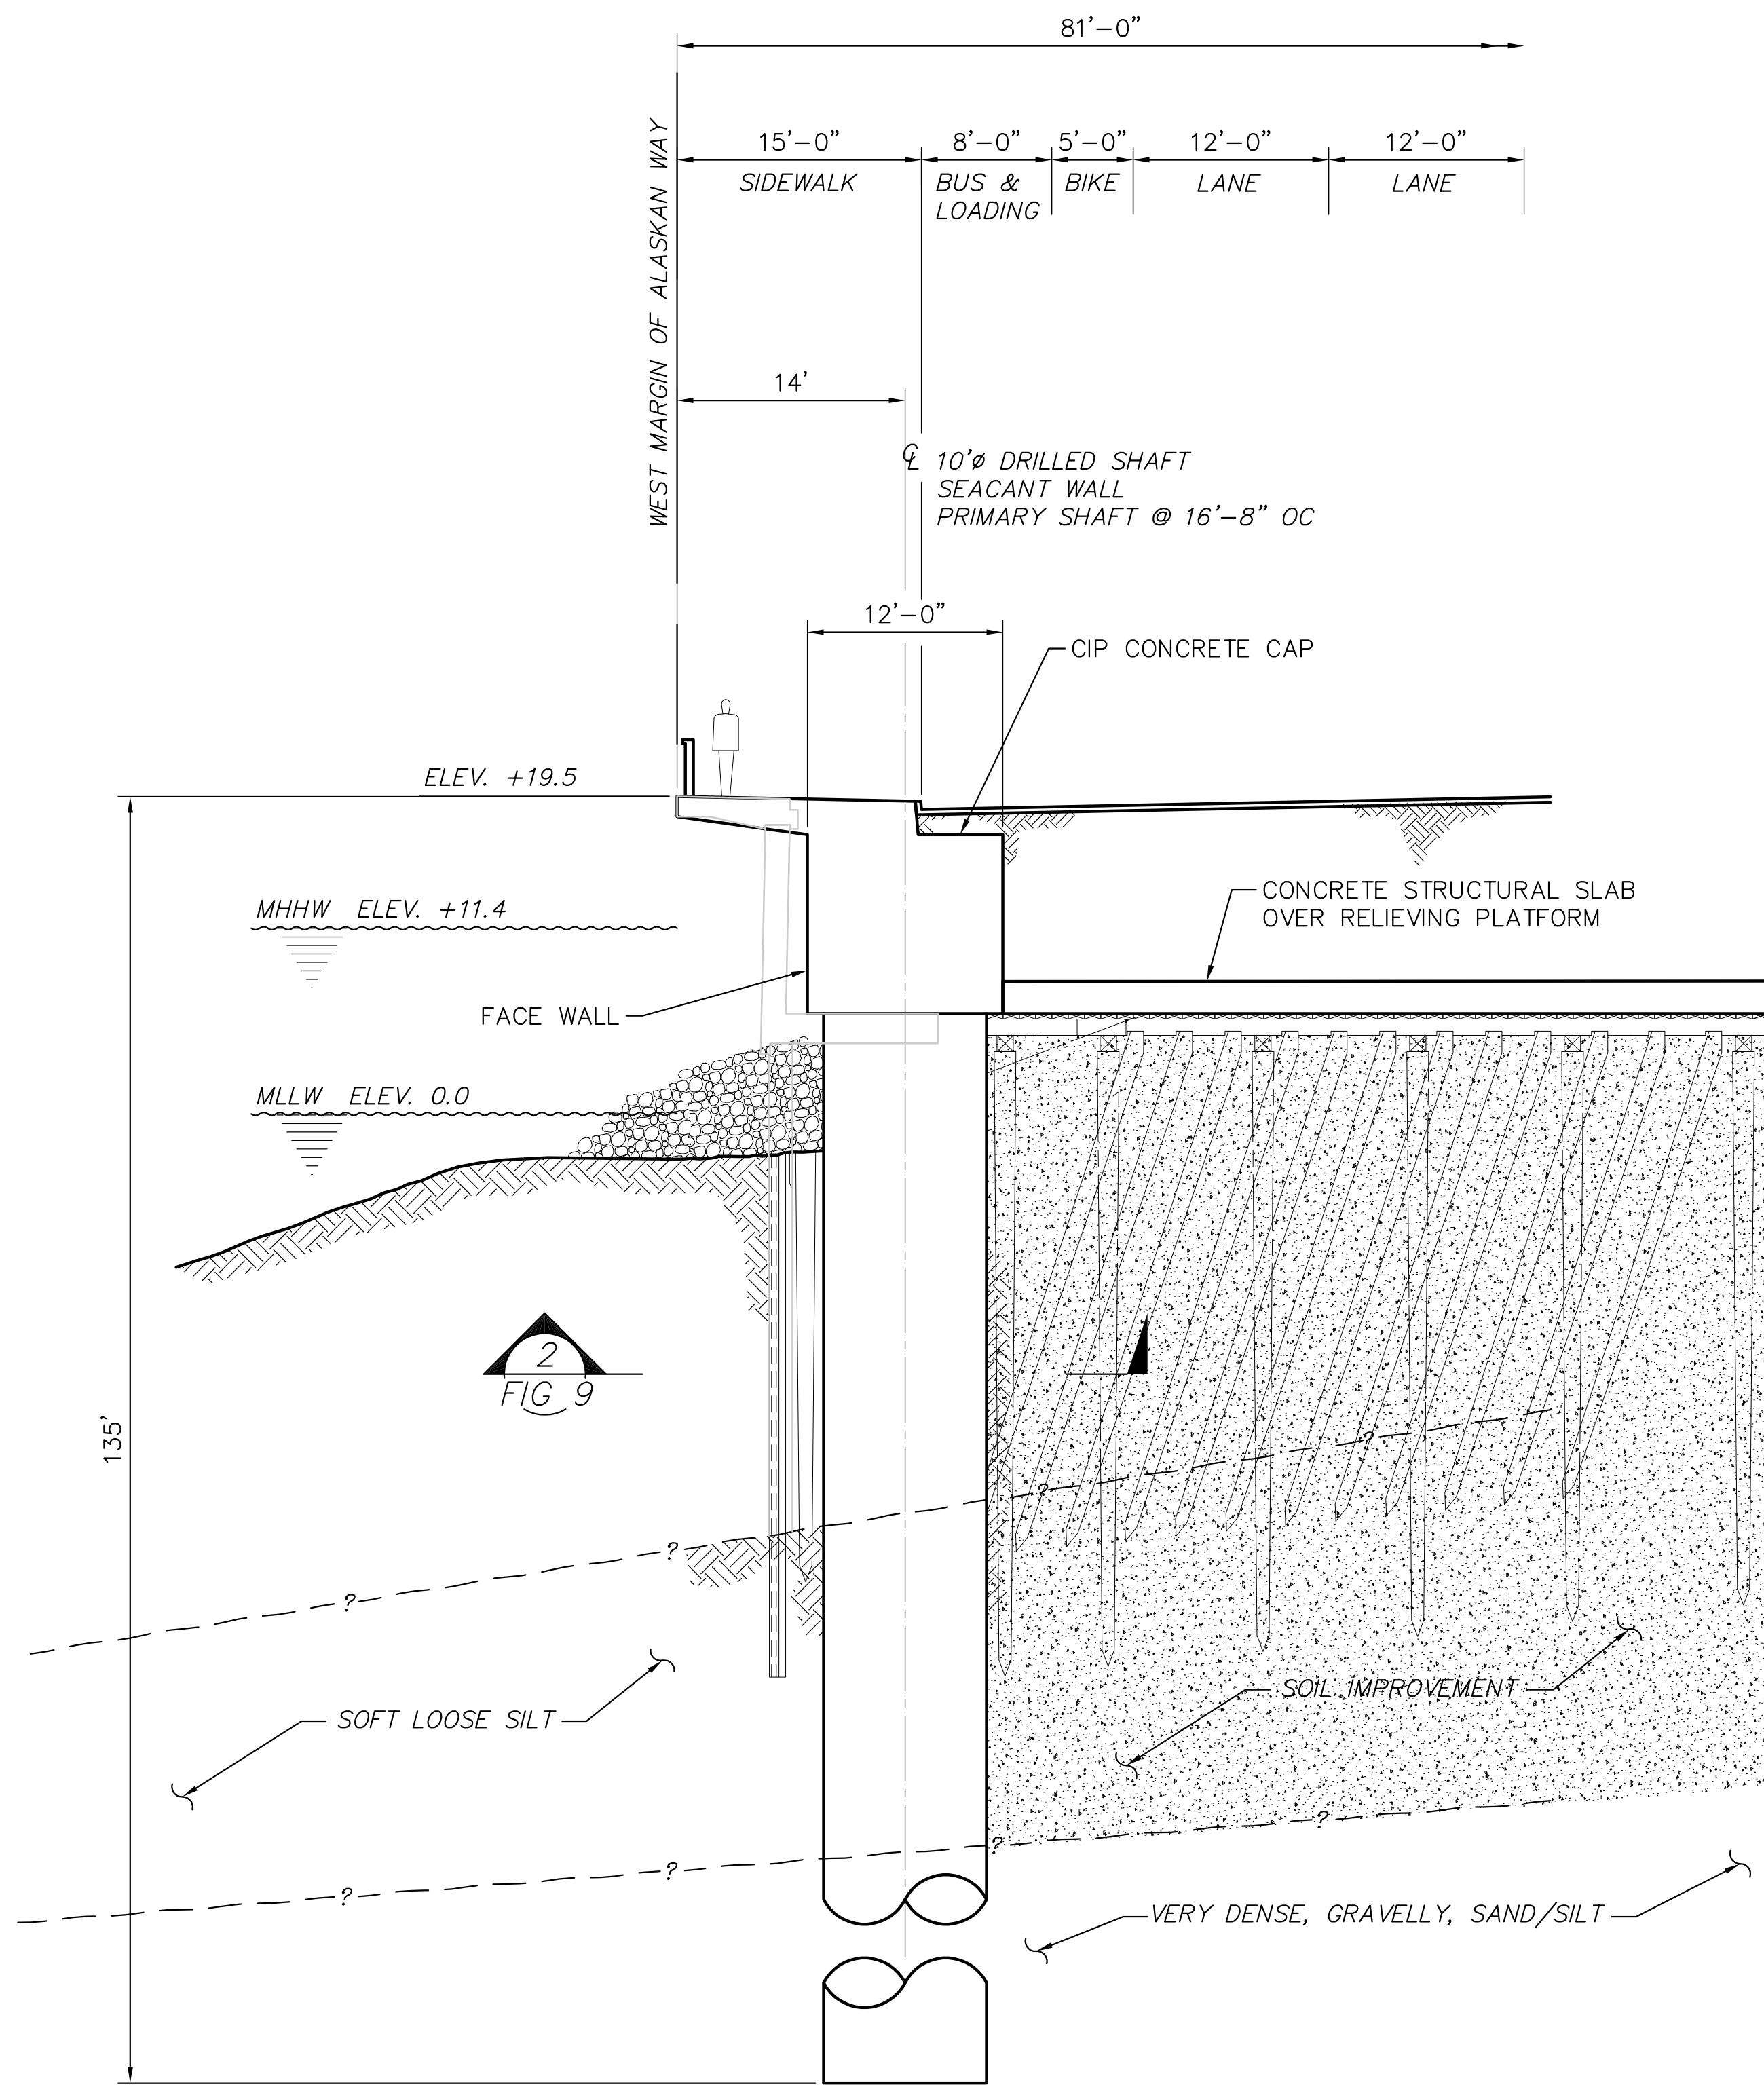 81'-0"
15'-0" 8'-0" 5'-0" 12'-0" 12'-0"
SIDEWALK BUS & BIKE LANE LANE
LOADING
WEST MARGIN OF ALASKAN WAY
14'
℄ 10'ø DRILLED SHAFT
SEACANT WALL
PRIMARY SHAFT @ 16'-8" OC
12'-0"
CIP CONCRETE CAP
ELEV. +19.5
MHHW ELEV. +11.4
CONCRETE STRUCTURAL SLAB
OVER RELIEVING PLATFORM
FACE WALL
MLLW ELEV. 0.0
2
FIG 9
135'
?
?
?
?
SOFT LOOSE SILT
SOIL IMPROVEMENT
?
?
?
?
VERY DENSE, GRAVELLY, SAND/SILT